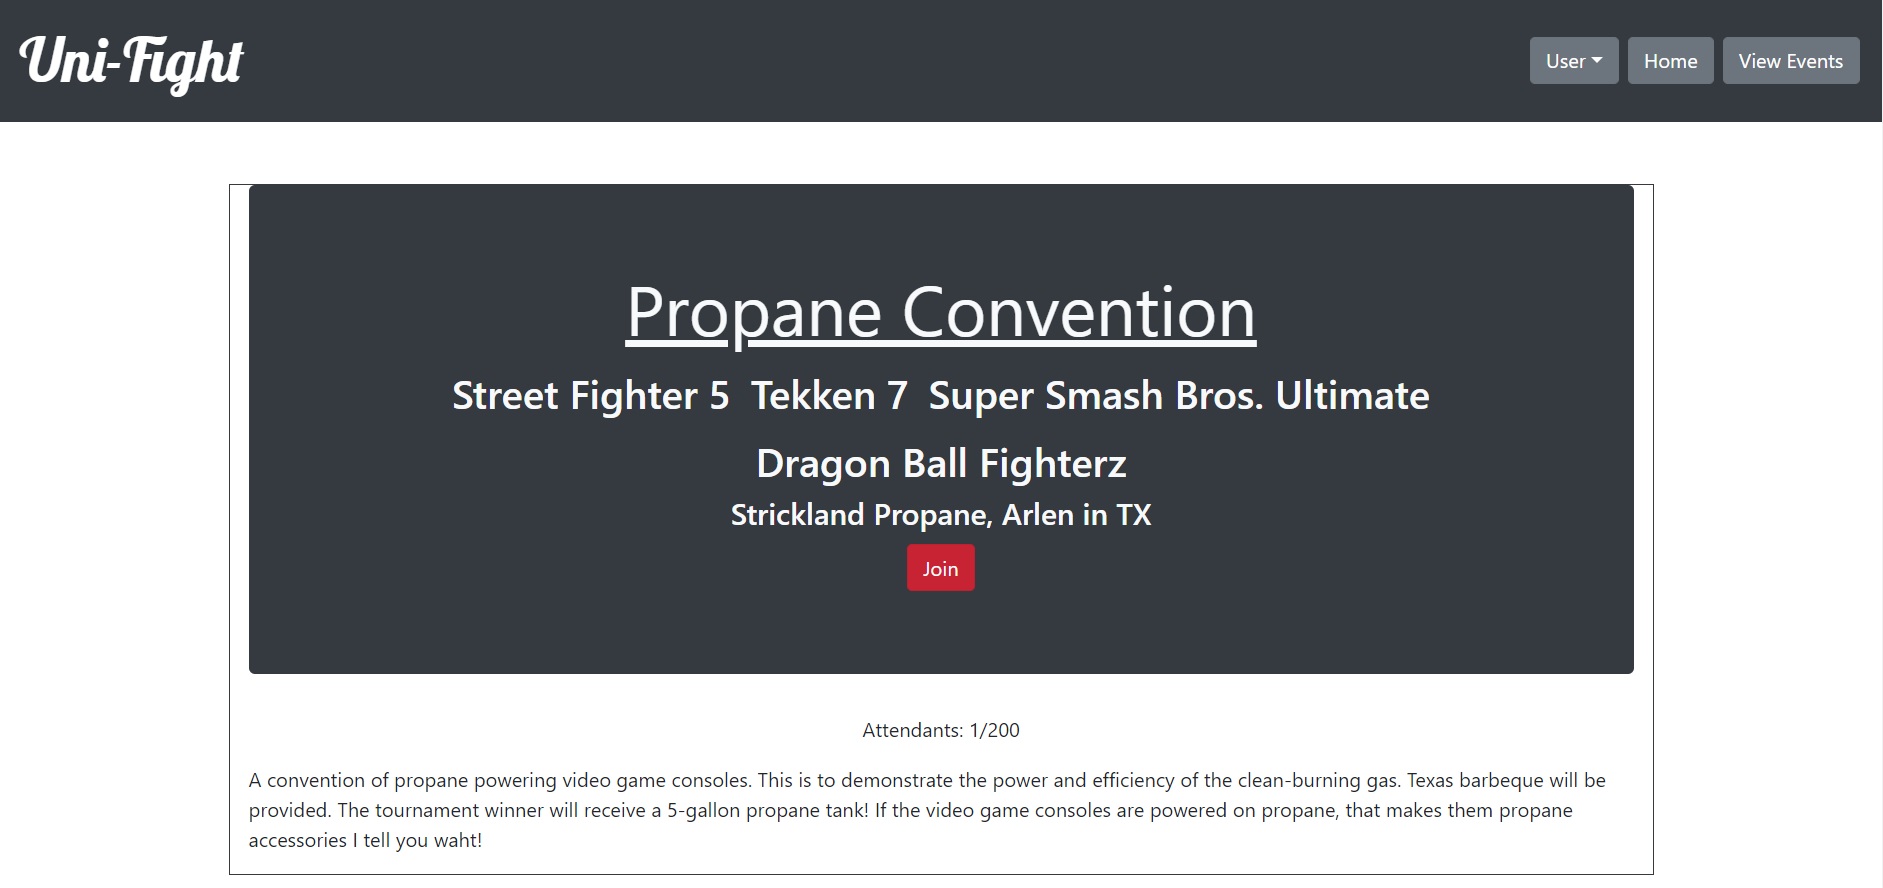 Uni-Fight
User
Home
View Events
Propane Convention
Street Fighter 5 Tekken 7 Super Smash Bros. Ultimate
Dragon Ball Fighterz
Strickland Propane, Arlen in TX
Join
Attendants: 1/200
A convention of propane powering video game consoles. This is to demonstrate the power and efficiency of the clean-burning gas. Texas barbeque will be
provided. The tournament winner will receive a 5-gallon propane tank! If the video game consoles are powered on propane, that makes them propane
accessories I tell you waht!